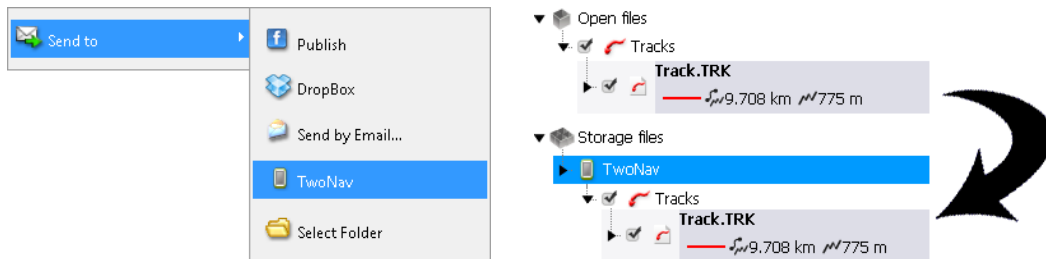 Send to
Publish
DropBox
Send by Email...
TwoNav
Select Folder
Open files
Tracks
Track.TRK
9.708 km 775 m
Storage files
TwoNav
Tracks
Track.TRK
9.708 km 775 m